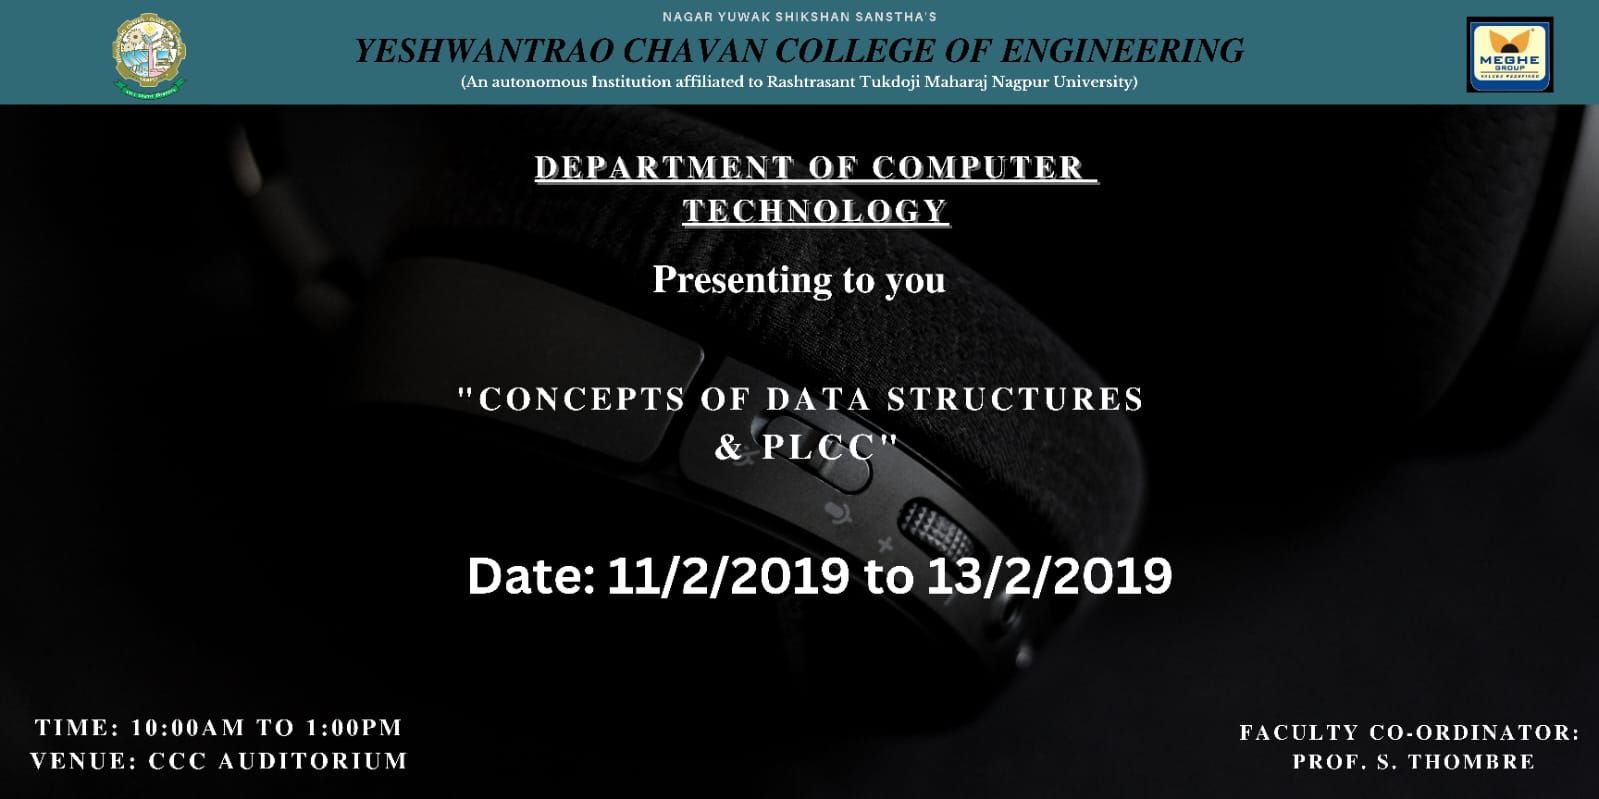 NAGAR YUWAK SHIKSHAN SANSTHA'S
YESHWANTRAO CHAVAN COLLEGE OF ENGINEERING
(An autonomous Institution affiliated to Rashtrasant Tukdoji Maharaj Nagpur University)
MEGHE
GROUP
DEPARTMENT OF COMPUTER
TECHNOLOGY
Presenting to you
"CONCEPTS OF DATA STRUCTURES
& PLCC"
Date: 11/2/2019 to 13/2/2019
TIME: 10:00AM TO 1:00PM
VENUE: CCC AUDITORIUM
FACULTY CO-ORDINATOR:
PROF. S. THOMBRE